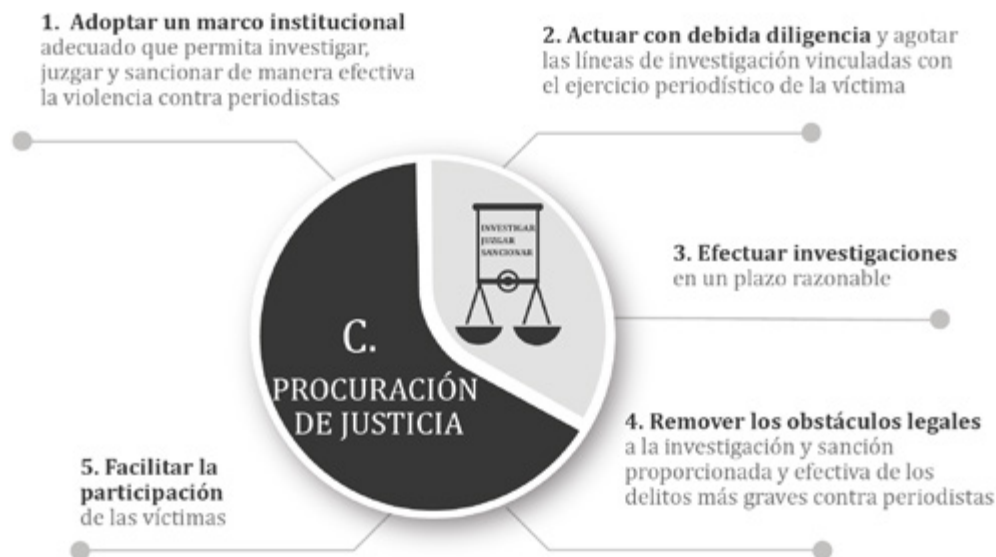 1. Adoptar un marco institucional
adecuado que permita investigar,
juzgar y sancionar de manera efectiva
la violencia contra periodistas
2. Actuar con debida diligencia y agotar
las líneas de investigación vinculadas con
el ejercicio periodístico de la víctima
INVESTIGAR
JUZGAR
SANCIONAR
3. Efectuar investigaciones
en un plazo razonable
C.
PROCURACIÓN
DE JUSTICIA
4. Remover los obstáculos legales
a la investigación y sanción
proporcionada y efectiva de los
delitos más graves contra periodistas
5. Facilitar la
participación
de las víctimas